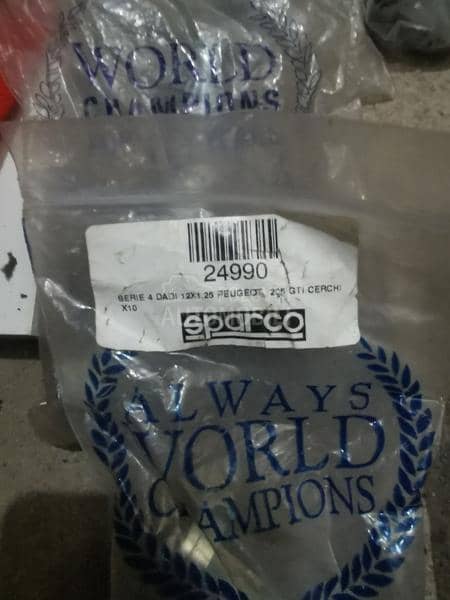 WORLD
CHAMPIONS
24990
SERIE 4 DADI 12X1,25 PEUGEOT 205 GTI CERCHI
X10
sparco
ALWAYS
WORLD
CHAMPIONS